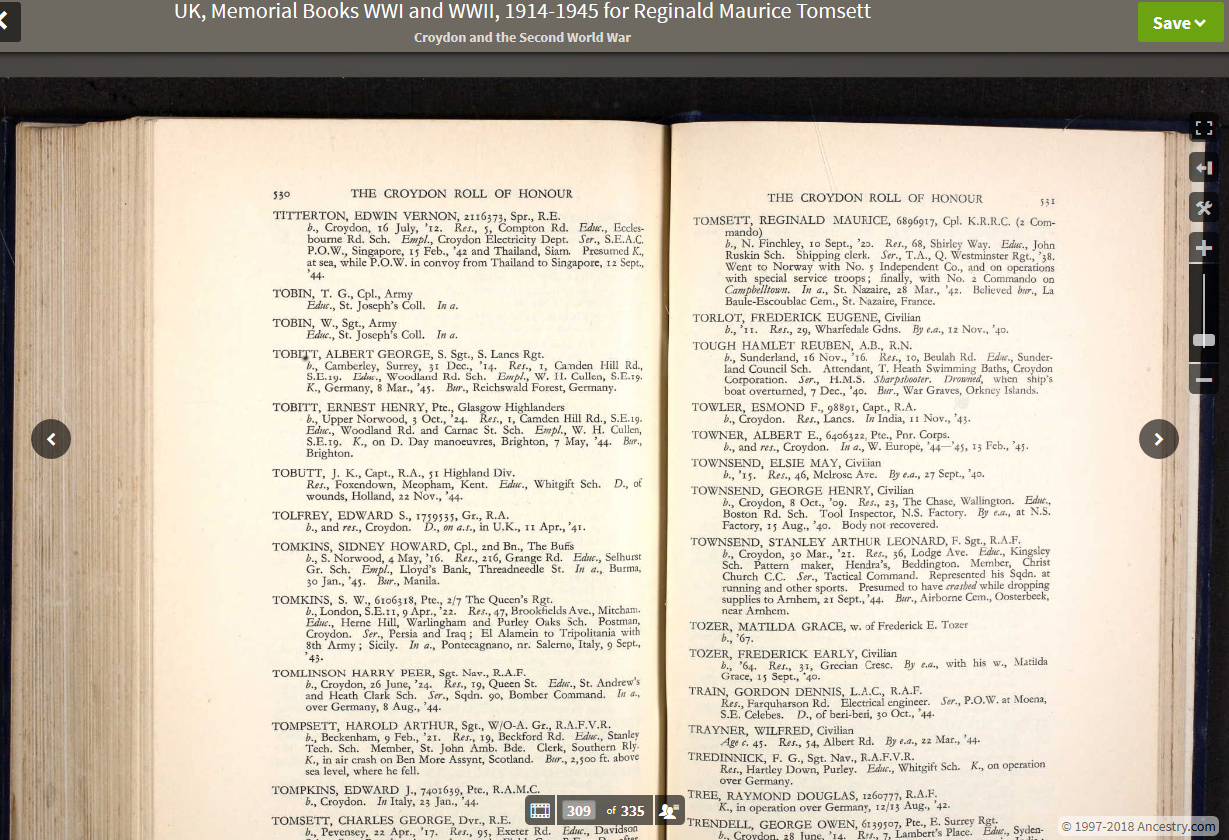 UK, Memorial Books WWI and WWII, 1914-1945 for Reginald Maurice Tomsett
Croydon and the Second World War
Save
530 THE CROYDON ROLL OF HONOUR
TITTERTON, EDWIN VERNON, 2116373, Spr., R.E.
b., Croydon, 16 July, '12. Res., 5, Compton Rd. Educ., Eccles-
bourne Rd. Sch. Empl., Croydon Electricity Dept. Ser., S.E.A.C.
P.O.W., Singapore, 15 Feb., '42 and Thailand, Siam. Presumed K.,
at sea, while P.O.W. in convoy from Thailand to Singapore, 12 Sept.,
'44.
TOBIN, T. G., Cpl., Army
Educ., St. Joseph's Coll. In a.
TOBIN, W., Sgt., Army
Educ., St. Joseph's Coll. In a.
TOBITT, ALBERT GEORGE, S. Sgt., S. Lancs Rgt.
b., Camberley, Surrey, 31 Dec., '14. Res., 1, Camden Hill Rd.,
S.E.19. Educ., Woodland Rd. Sch. Empl., W. H. Cullen, S.E.19.
K., Germany, 8 Mar., '45. Bur., Reichswald Forest, Germany.
TOBITT, ERNEST HENRY, Pte., Glasgow Highlanders
b., Upper Norwood, 3 Oct., '24. Res., 1, Camden Hill Rd., S.E.19.
Educ., Woodland Rd. and Carnac St. Sch. Empl., W. H. Cullen,
S.E.19. K., on D. Day manoeuvres, Brighton, 7 May, '44. Bur.,
Brighton.
TOBUTT, J. K., Capt., R.A., 51 Highland Div.
Res., Foxendown, Meopham, Kent. Educ., Whitgift Sch. D., of
wounds, Holland, 22 Nov., '44.
TOLFREY, EDWARD S., 1759535, Gr., R.A.
b., and res., Croydon. D., on a.s., in U.K., 11 Apr., '41.
TOMKINS, SIDNEY HOWARD, Cpl., 2nd Bn., The Buffs
b., S. Norwood, 4 May, '16. Res., 216, Grange Rd. Educ., Selhurst
Gr. Sch. Empl., Lloyd's Bank, Threadneedle St. In a., Burma,
30 Jan., '45. Bur., Manila.
TOMKINS, S. W., 6106318, Pte., 2/7 The Queen's Rgt.
b., London, S.E.11, 9 Apr., '22. Res., 47, Brookfields Ave., Mitcham.
Educ., Herne Hill, Warlingham and Purley Oaks Sch. Postman,
Croydon. Ser., Persia and Iraq; El Alamein to Tripolitania with
8th Army; Sicily. In a., Pontecagnano, nr. Salerno, Italy, 9 Sept.,
'43.
TOMLINSON HARRY PEER, Sgt. Nav., R.A.F.
b., Croydon, 26 June, '24. Res., 19, Queen St. Educ., St. Andrew's
and Heath Clark Sch. Ser., Sqdn. 90, Bomber Command. In a.,
over Germany, 8 Aug., '44.
TOMPSETT, HAROLD ARTHUR, Sgt., W/O-A. Gr., R.A.F.V.R.
b., Beckenham, 9 Feb., '21. Res., 19, Beckford Rd. Educ., Stanley
Tech. Sch. Member, St. John Amb. Bde. Clerk, Southern Rly.
K., in air crash on Ben More Assynt, Scotland. Bur., 2,500 ft. above
sea level, where he fell.
TOMPKINS, EDWARD J., 7401639, Pte., R.A.M.C.
b., Croydon. In Italy, 23 Jan., '44.
TOMSETT, CHARLES GEORGE, Dvr., R.E.
b., Pevensey, 22 Apr., '17. Res., 95, Exeter Rd. Educ., Davidson
THE CROYDON ROLL OF HONOUR 531
TOMSETT, REGINALD MAURICE, 6896917, Cpl. K.R.R.C. (2 Com-
mando)
b., N. Finchley, 10 Sept., '20. Res., 68, Shirley Way. Educ., John
Ruskin Sch. Shipping clerk. Ser., T.A., Q. Westminster Rgt., '38.
Went to Norway with No. 5 Independent Co., and on operations
with special service troops; finally, with No. 2 Commando on
Campbelltown. In a., St. Nazaire, 28 Mar., '42. Believed bur., La
Baule-Escoublac Cem., St. Nazaire, France.
TORLOT, FREDERICK EUGENE, Civilian
b., '11. Res., 29, Wharfedale Gdns. By e.a., 12 Nov., '40.
TOUGH HAMLET REUBEN, A.B., R.N.
b., Sunderland, 16 Nov., '16. Res., 10, Beulah Rd. Educ., Sunder-
land Council Sch. Attendant, T. Heath Swimming Baths, Croydon
Corporation. Ser., H.M.S. Sharpshooter. Drowned, when ship's
boat overturned, 7 Dec., '40. Bur., War Graves, Orkney Islands.
TOWLER, ESMOND F., 98891, Capt., R.A.
b., Croydon. Res., Lancs. In India, 11 Nov., '43.
TOWNER, ALBERT E., 6406322, Pte., Pnr. Corps.
b., and res., Croydon. In a., W. Europe, '44—'45, 13 Feb., '45.
TOWNSEND, ELSIE MAY, Civilian
b., '15. Res., 46, Melrose Ave. By e.a., 27 Sept., '40.
TOWNSEND, GEORGE HENRY, Civilian
b., Croydon, 8 Oct., '09. Res., 23, The Chase, Wallington. Educ.,
Boston Rd. Sch. Tool Inspector, N.S. Factory. By e.a., at N.S.
Factory, 15 Aug., '40. Body not recovered.
TOWNSEND, STANLEY ARTHUR LEONARD, F. Sgt., R.A.F.
b., Croydon, 30 Mar., '21. Res., 36, Lodge Ave. Educ., Kingsley
Sch. Pattern maker, Hendra's, Beddington. Member, Christ
Church C.C. Ser., Tactical Command. Represented his Sqdn. at
running and other sports. Presumed to have crashed while dropping
supplies to Arnhem, 21 Sept., '44. Bur., Airborne Cem., Oosterbeek,
near Arnhem.
TOZER, MATILDA GRACE, w. of Frederick E. Tozer
b., '67.
TOZER, FREDERICK EARLY, Civilian
b., '64. Res., 31, Grecian Cresc. By e.a., with his w., Matilda
Grace, 15 Sept., '40.
TRAIN, GORDON DENNIS, L.A.C., R.A.F.
Res., Farquharson Rd. Electrical engineer. Ser., P.O.W. at Moena,
S.E. Celebes. D., of beri-beri, 30 Oct., '44.
TRAYNER, WILFRED, Civilian
Age c. 45. Res., 54, Albert Rd. By e.a., 22 Mar., '44.
TREDINNICK, F. G., Sgt. Nav., R.A.F.V.R.
Res., Hartley Down, Purley. Educ., Whitgift Sch. K., on operation
over Germany.
TREE, RAYMOND DOUGLAS, 1260777, R.A.F.
K., in operation over Germany, 12/13 Aug., '42.
TRENDELL, GEORGE OWEN, 6139507, Pte., E. Surrey Rgt.
b., Croydon, 28 June, '14. Res., 7, Lambert's Place. Educ., Syden-
309 of 335
© 1997-2018 Ancestry.com